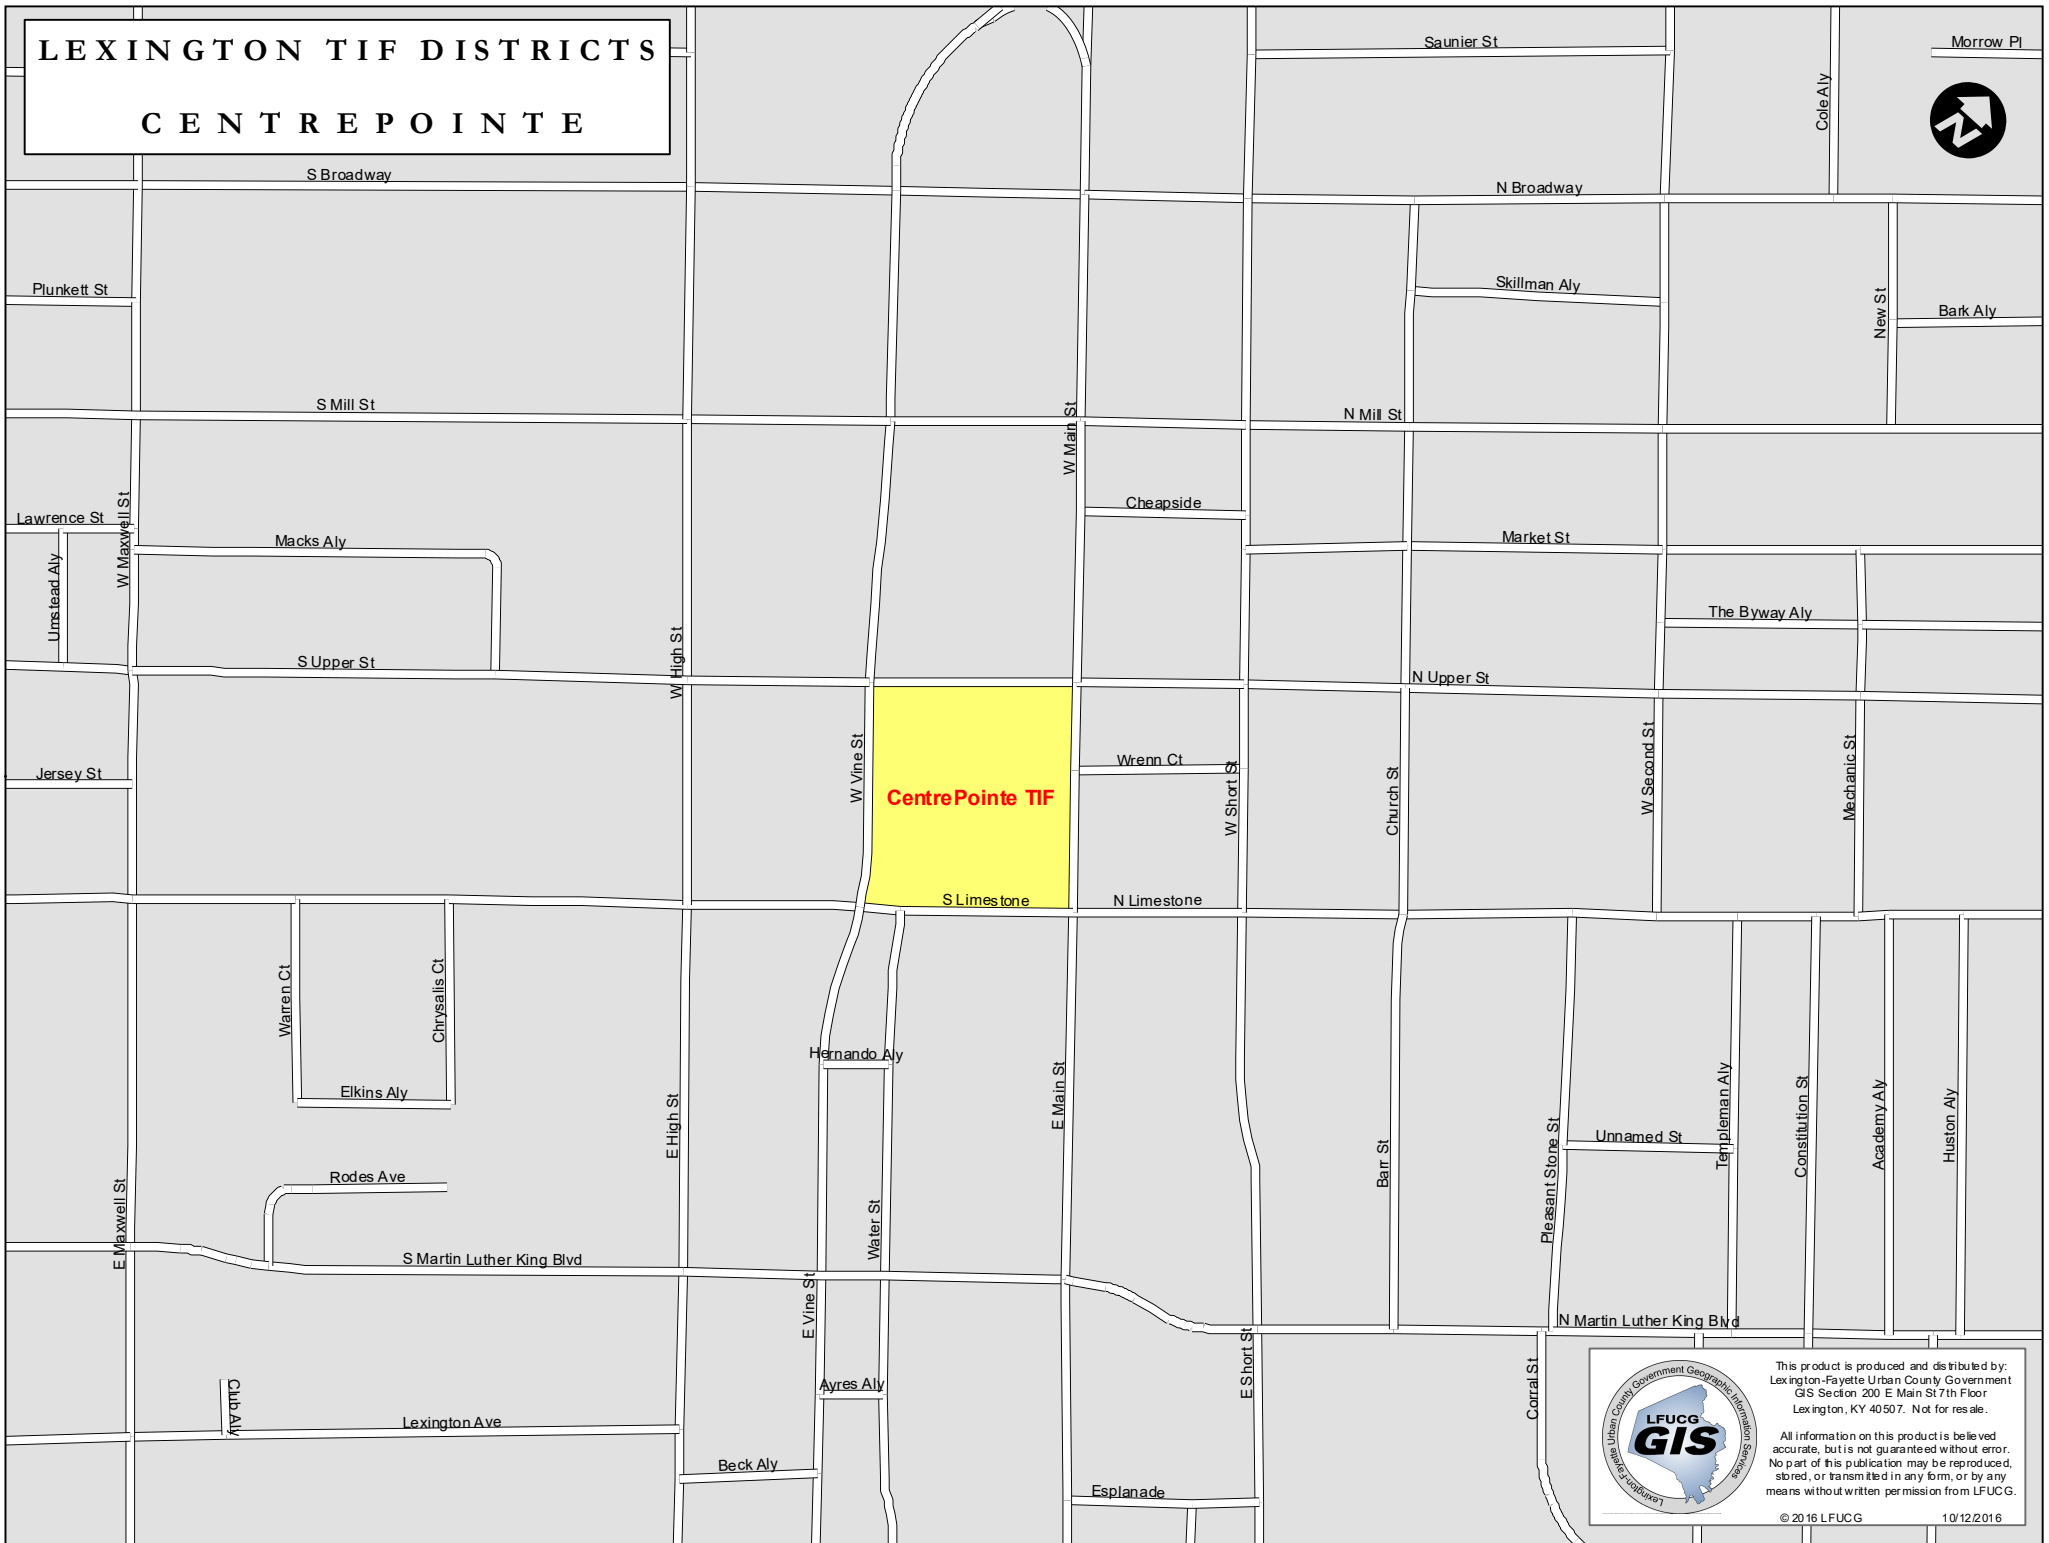 LEXINGTON TIF DISTRICTS
CENTREPOINTE
Saunier St
Morrow Pl
Cole Aly
N
S Broadway
N Broadway
Plunkett St
Skillman Aly
New St
Bark Aly
S Mill St
W Main St
N Mill St
Lawrence St
W Maxwell St
Cheapside
Macks Aly
Market St
Umstead Aly
The Byway Aly
S Upper St
W High St
N Upper St
Jersey St
W Vine St
CentrePointe TIF
Wrenn Ct
W Short St
Church St
W Second St
Mechanic St
S Limestone
N Limestone
Warren Ct
Chrysalis Ct
Hernando Aly
Elkins Aly
E High St
E Main St
Barr St
Pleasant Stone St
Unnamed St
Templeman Aly
Constitution St
Academy Aly
Huston Aly
Rodes Ave
E Maxwell St
Water St
S Martin Luther King Blvd
E Vine St
N Martin Luther King Blvd
E Short St
Corral St
Club Aly
Ayres Aly
Lexington Ave
Beck Aly
Esplanade
Lexington-Fayette Urban County Government Geographic Information Services
LFUCG
GIS
This product is produced and distributed by:
Lexington-Fayette Urban County Government
GIS Section 200 E Main St 7th Floor
Lexington, KY 40507. Not for resale.
All information on this product is believed
accurate, but is not guaranteed without error.
No part of this publication may be reproduced,
stored, or transmitted in any form, or by any
means without written permission from LFUCG.
© 2016 LFUCG 10/12/2016